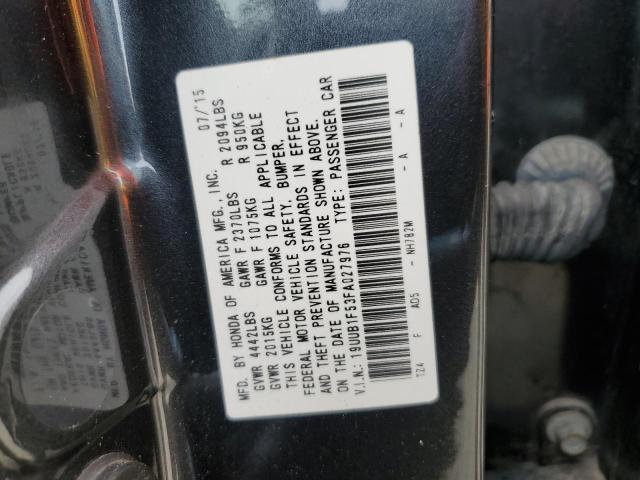 MFD. BY HONDA OF AMERICA MFG., INC. 07/'15
GVWR 4442LBS GAWR F 2370LBS R 2094LBS
GVWR 2015KG GAWR F 1075KG R 950KG
THIS VEHICLE CONFORMS TO ALL APPLICABLE
FEDERAL MOTOR VEHICLE SAFETY, BUMPER,
AND THEFT PREVENTION STANDARDS IN EFFECT
ON THE DATE OF MANUFACTURE SHOWN ABOVE.
V.I.N.: 19UUB1F53FA027976 TYPE: PASSENGER CAR
TZ4 F AD5 - NH782M - A - A